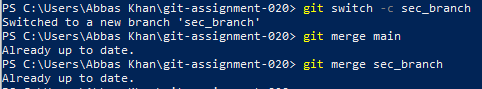 PS C:\Users\Abbas Khan\git-assignment-020> git switch -c sec_branch
Switched to a new branch 'sec_branch'
PS C:\Users\Abbas Khan\git-assignment-020> git merge main
Already up to date.
PS C:\Users\Abbas Khan\git-assignment-020> git merge sec_branch
Already up to date.